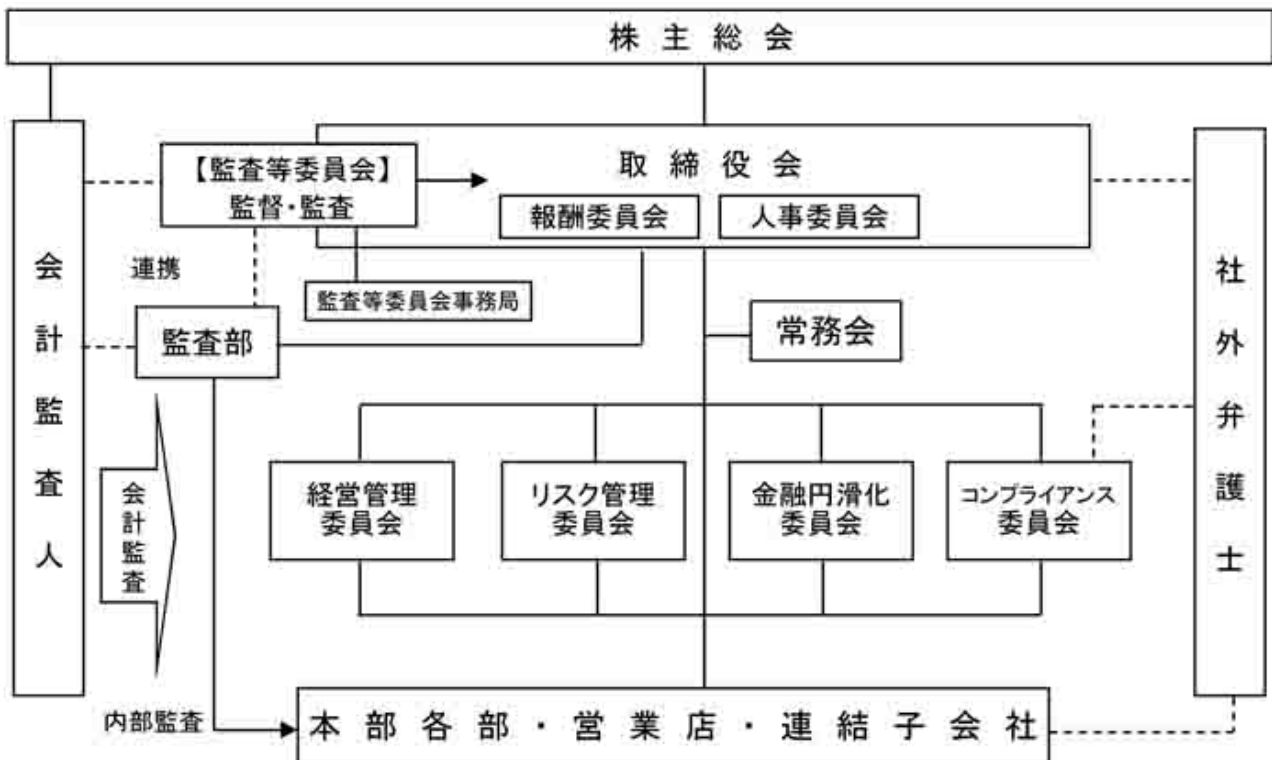 株主総会
【監査等委員会】
監督・監査
取締役会
報酬委員会
人事委員会
会計監査人
連携
監査等委員会事務局
監査部
常務会
社外弁護士
会計監査
経営管理
委員会
リスク管理
委員会
金融円滑化
委員会
コンプライアンス
委員会
内部監査
本部各部・営業店・連結子会社